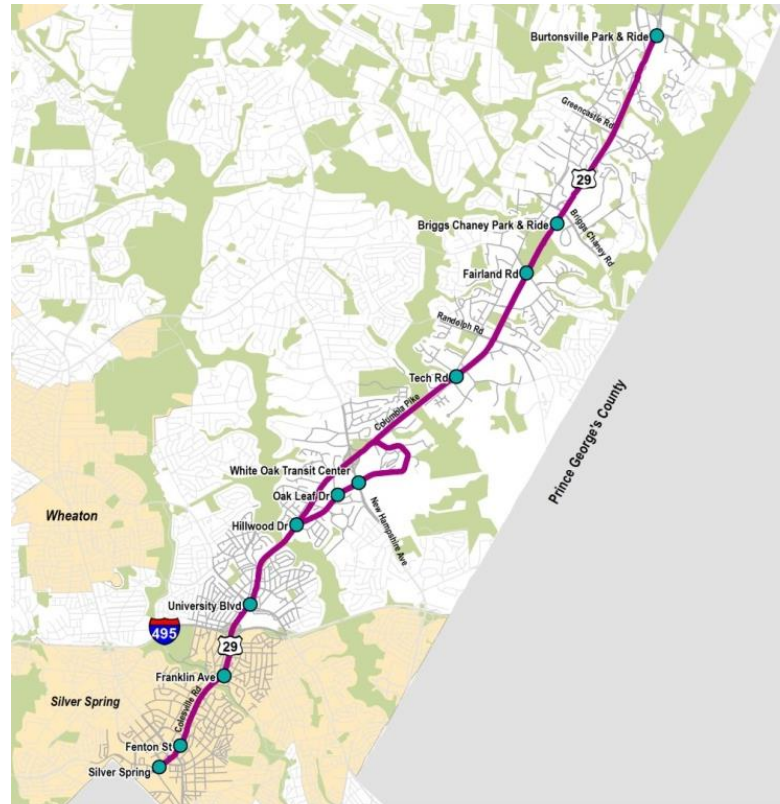 Burtonsville Park & Ride
Greencastle Rd
29
Briggs Chaney Park & Ride
Briggs Chaney Rd
Fairland Rd
Randolph Rd
Tech Rd
Columbia Pike
Prince George's County
White Oak Transit Center
Oak Leaf Dr
New Hampshire Ave
Wheaton
Hillwood Dr
University Blvd
495
29
Franklin Ave
Silver Spring
Colesville Rd
Fenton St
Silver Spring